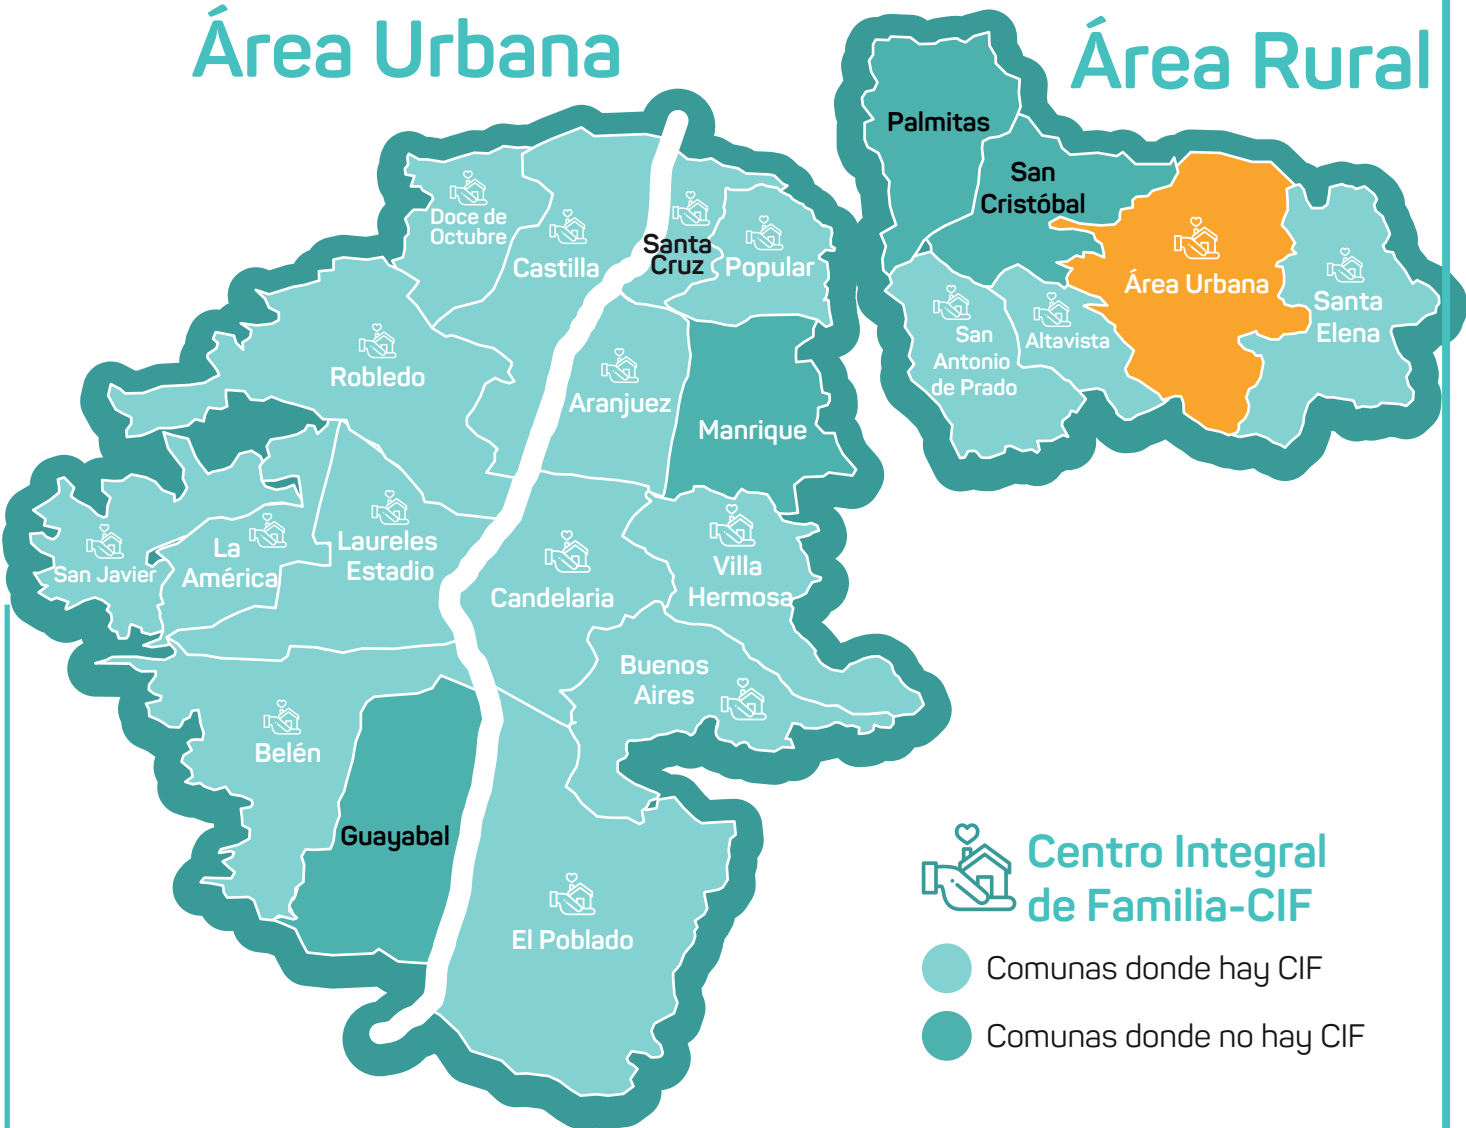 Área Urbana
Doce de
Octubre
Castilla
Santa
Cruz
Popular
Robledo
Aranjuez
Manrique
San Javier
La
América
Laureles
Estadio
Candelaria
Villa
Hermosa
Buenos
Aires
Belén
Guayabal
El Poblado
Área Rural
Palmitas
San
Cristóbal
Área Urbana
Santa
Elena
San
Antonio
de Prado
Altavista
Centro Integral
de Familia-CIF
Comunas donde hay CIF
Comunas donde no hay CIF